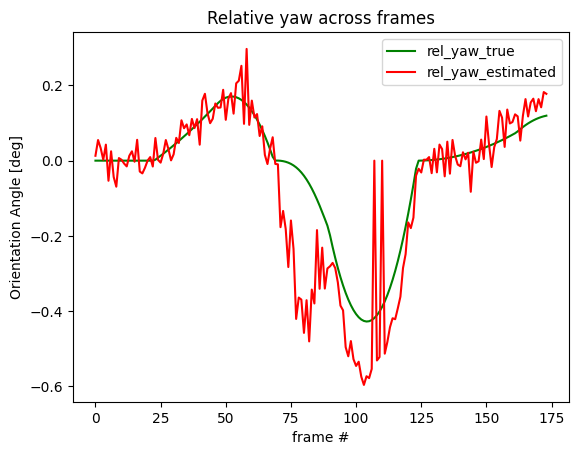 Relative yaw across frames
rel_yaw_true
rel_yaw_estimated
Orientation Angle [deg]
0.2
0.0
−0.2
−0.4
−0.6
0 25 50 75 100 125 150 175
frame #